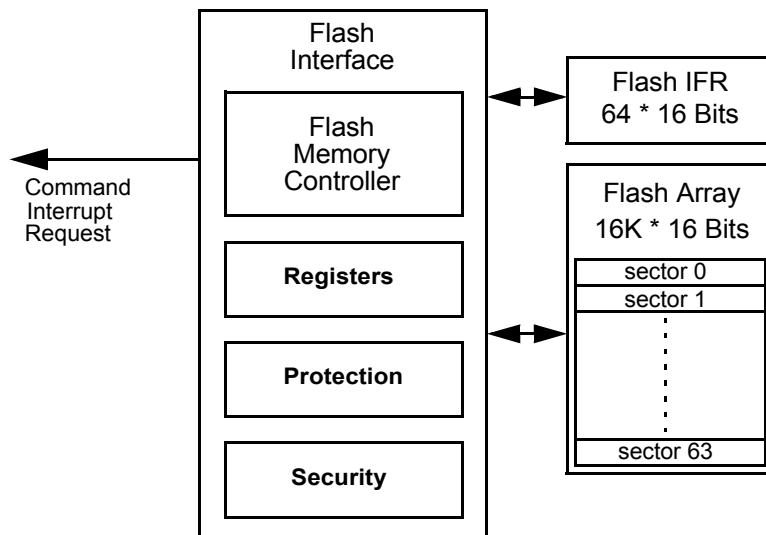 Flash
Interface
Flash
Memory
Controller
Registers
Protection
Security
Command
Interrupt
Request
Flash IFR
64 * 16 Bits
Flash Array
16K * 16 Bits
sector 0
sector 1
sector 63